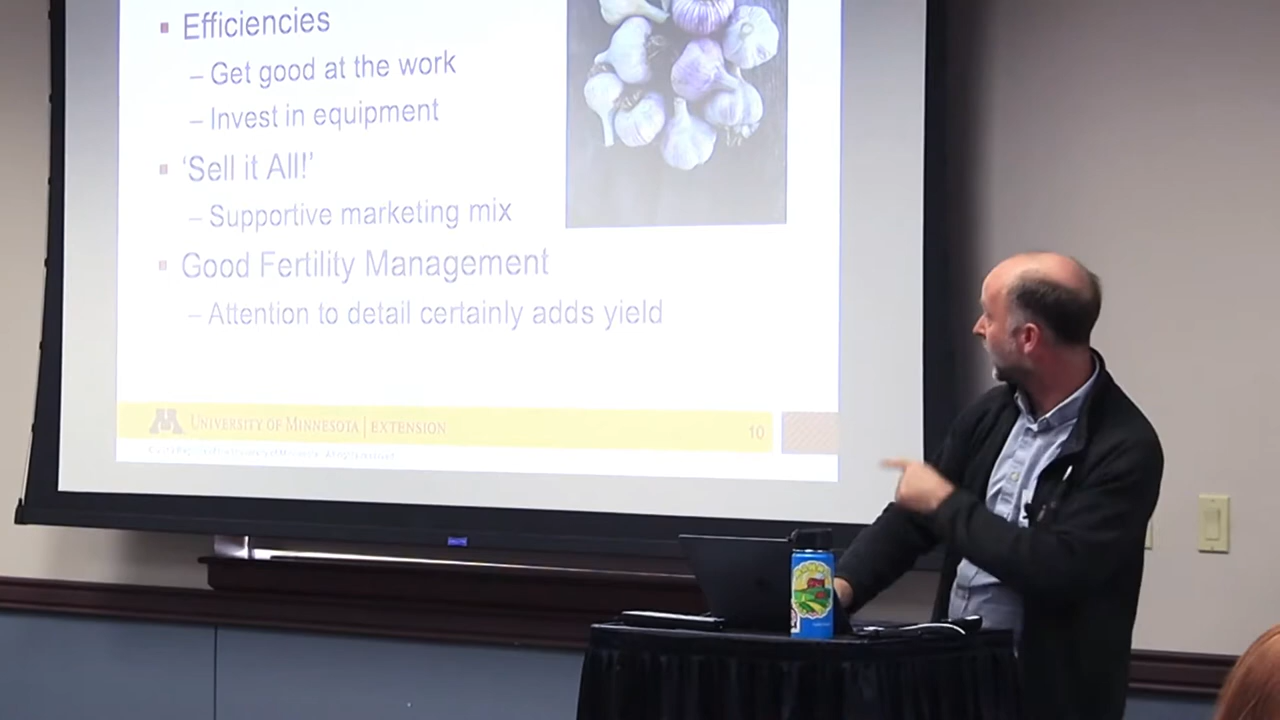 ▪ Efficiencies
– Get good at the work
– Invest in equipment
▪ ‘Sell it All!’
– Supportive marketing mix
▪ Good Fertility Management
– Attention to detail certainly adds yield
UNIVERSITY OF MINNESOTA | EXTENSION
10